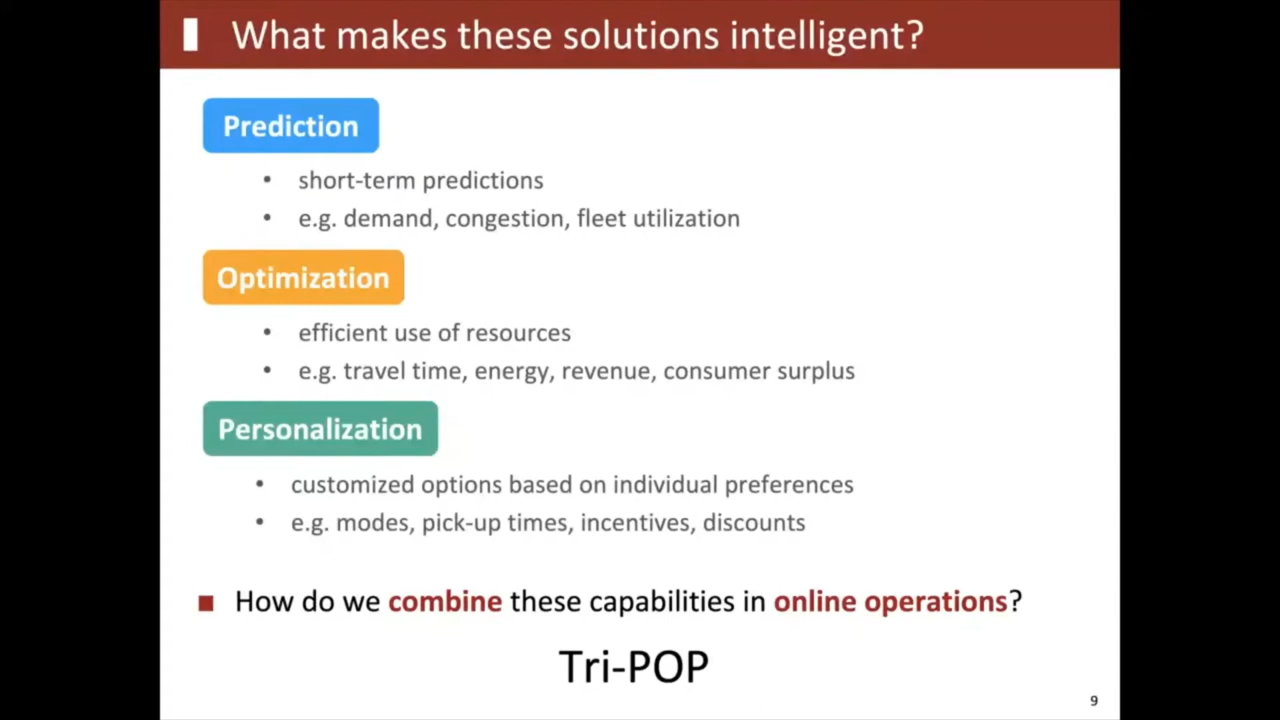 What makes these solutions intelligent?
Prediction
• short-term predictions
• e.g. demand, congestion, fleet utilization
Optimization
• efficient use of resources
• e.g. travel time, energy, revenue, consumer surplus
Personalization
• customized options based on individual preferences
• e.g. modes, pick-up times, incentives, discounts
■ How do we combine these capabilities in online operations?
Tri-POP
9